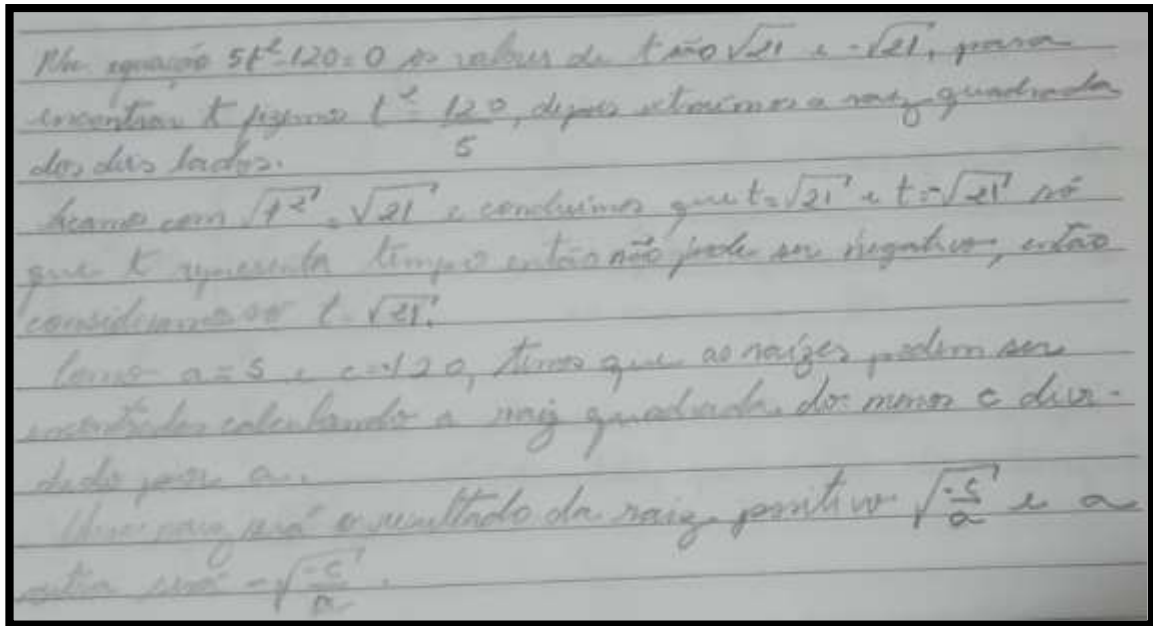 Na equação 5t²-120=0 os valores de t são √21 e -√21, para
encontrar t fizemos t² = 120/5, depois extraímos a raiz quadrada
dos dois lados.
ficamos com √t² = √21 e concluimos que t=√21 e t=-√21 só
que t representa tempo então não pode ser negativo, então
consideramos só t=√21.
Como a=5 e c=-120, temos que as raízes podem ser
encontradas calculando a raiz quadrada do: menos c divi-
dido por a.
Uma raiz será o resultado da raiz positivo √-c/a e a
outra será -√-c/a.